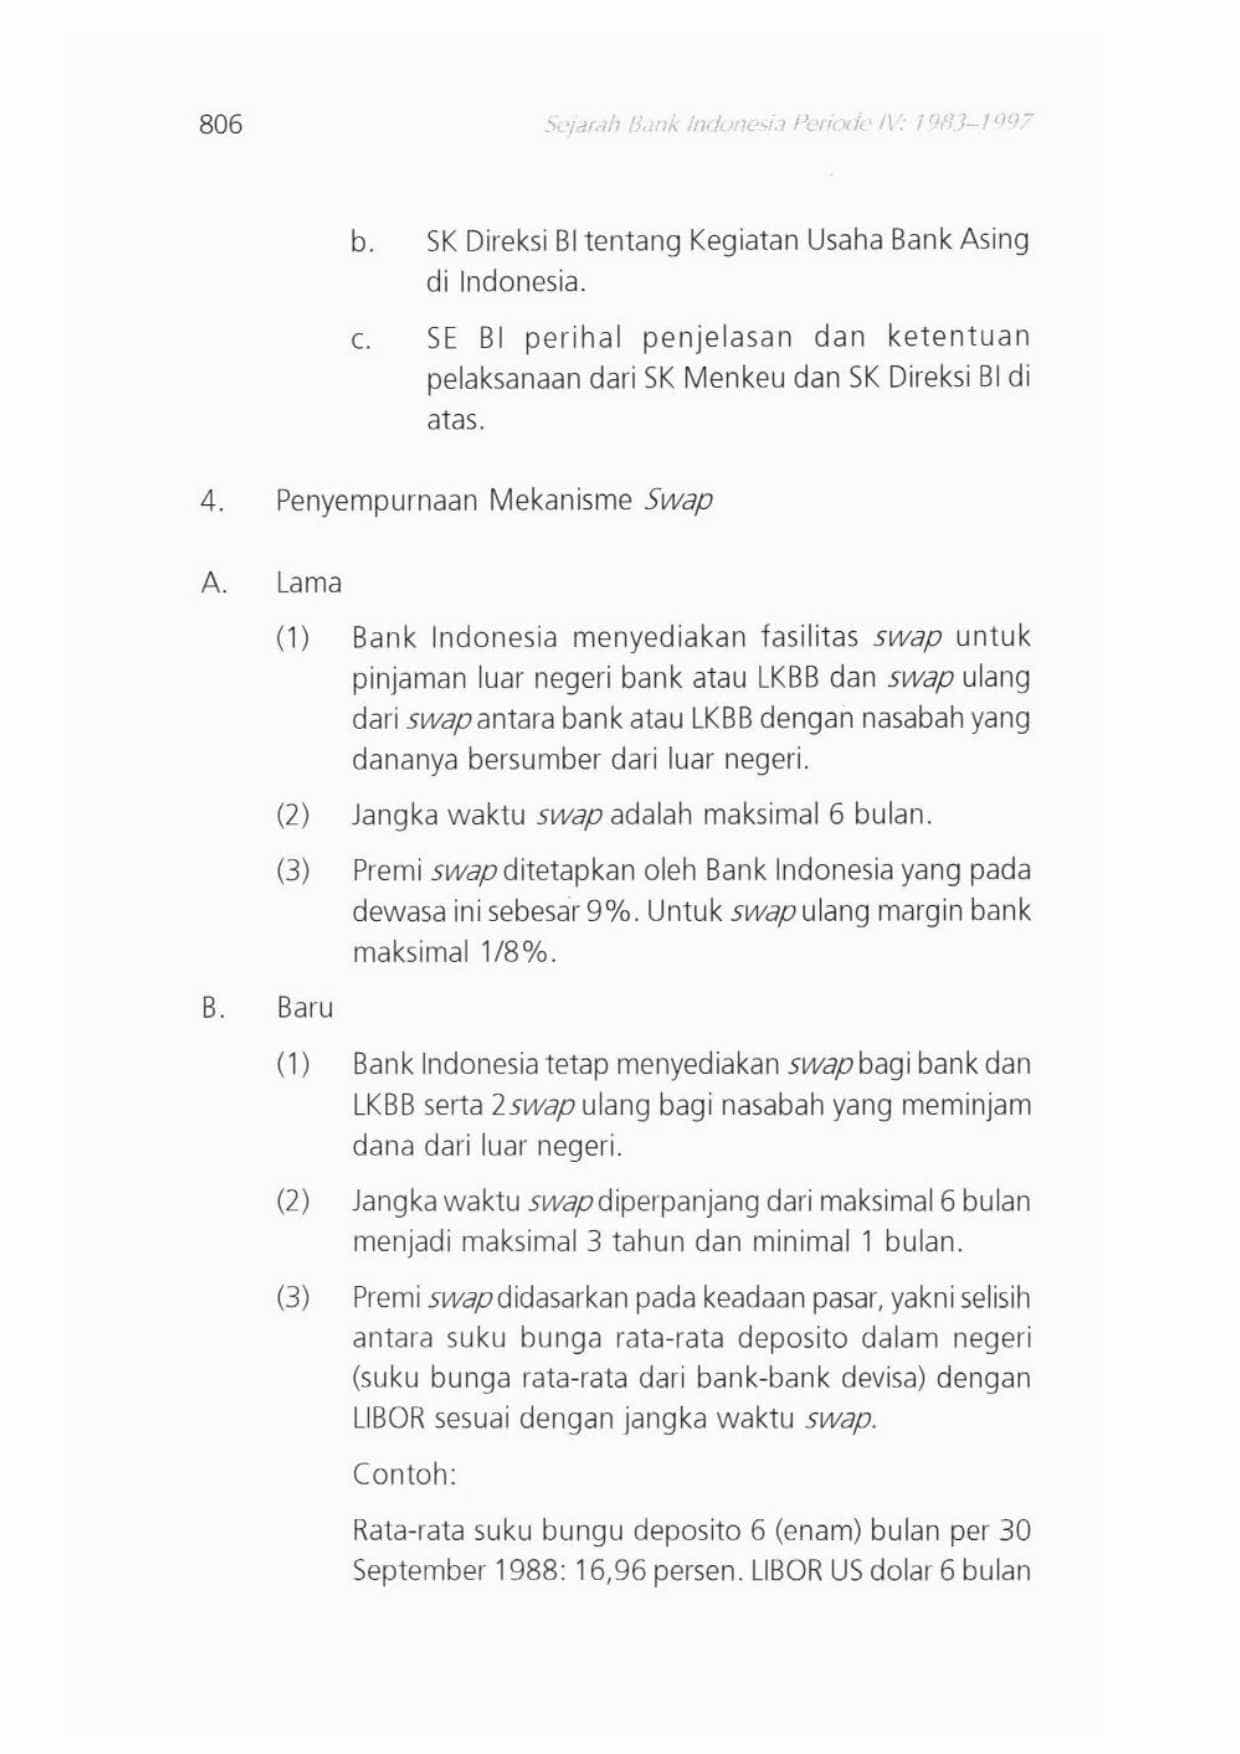 806
Sejarah Bank Indonesia Periode IV: 1983–1997
b. SK Direksi BI tentang Kegiatan Usaha Bank Asing
di Indonesia.
c. SE BI perihal penjelasan dan ketentuan
pelaksanaan dari SK Menkeu dan SK Direksi BI di
atas.
4. Penyempurnaan Mekanisme Swap
A. Lama
(1) Bank Indonesia menyediakan fasilitas swap untuk
pinjaman luar negeri bank atau LKBB dan swap ulang
dari swap antara bank atau LKBB dengan nasabah yang
dananya bersumber dari luar negeri.
(2) Jangka waktu swap adalah maksimal 6 bulan.
(3) Premi swap ditetapkan oleh Bank Indonesia yang pada
dewasa ini sebesar 9%. Untuk swap ulang margin bank
maksimal 1/8%.
B. Baru
(1) Bank Indonesia tetap menyediakan swap bagi bank dan
LKBB serta 2swap ulang bagi nasabah yang meminjam
dana dari luar negeri.
(2) Jangka waktu swap diperpanjang dari maksimal 6 bulan
menjadi maksimal 3 tahun dan minimal 1 bulan.
(3) Premi swap didasarkan pada keadaan pasar, yakni selisih
antara suku bunga rata-rata deposito dalam negeri
(suku bunga rata-rata dari bank-bank devisa) dengan
LIBOR sesuai dengan jangka waktu swap.
Contoh:
Rata-rata suku bungu deposito 6 (enam) bulan per 30
September 1988: 16,96 persen. LIBOR US dolar 6 bulan